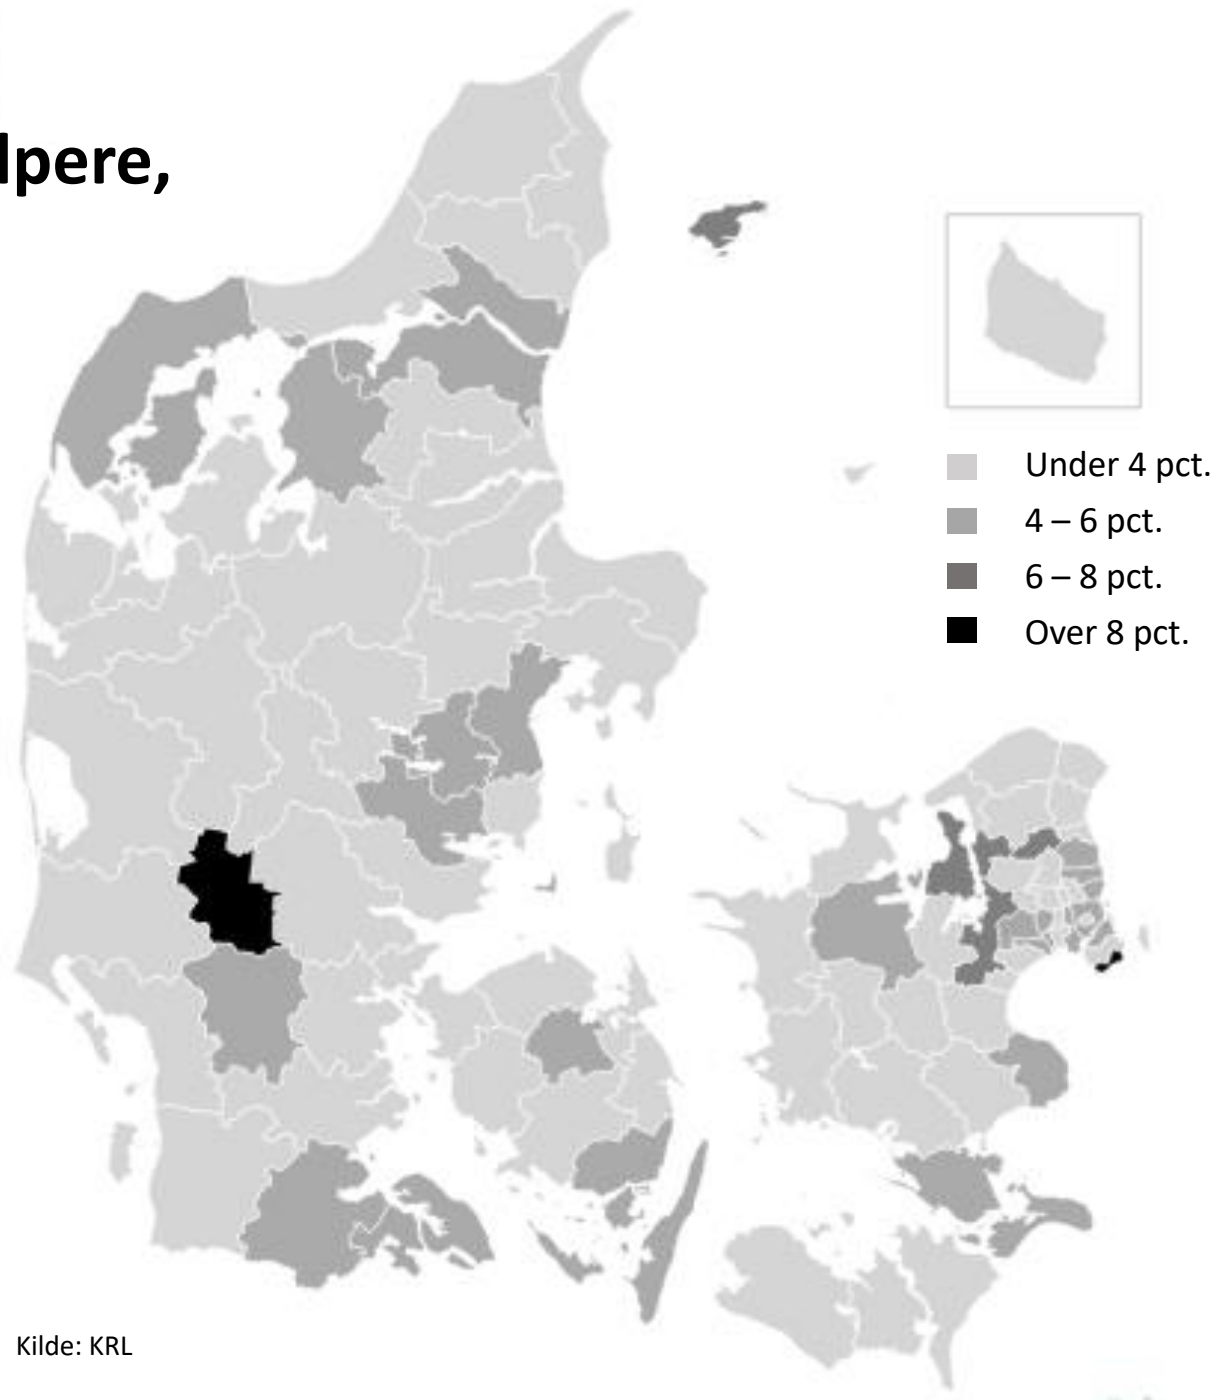 lpere,
Under 4 pct.
4 – 6 pct.
6 – 8 pct.
Over 8 pct.
Kilde: KRL